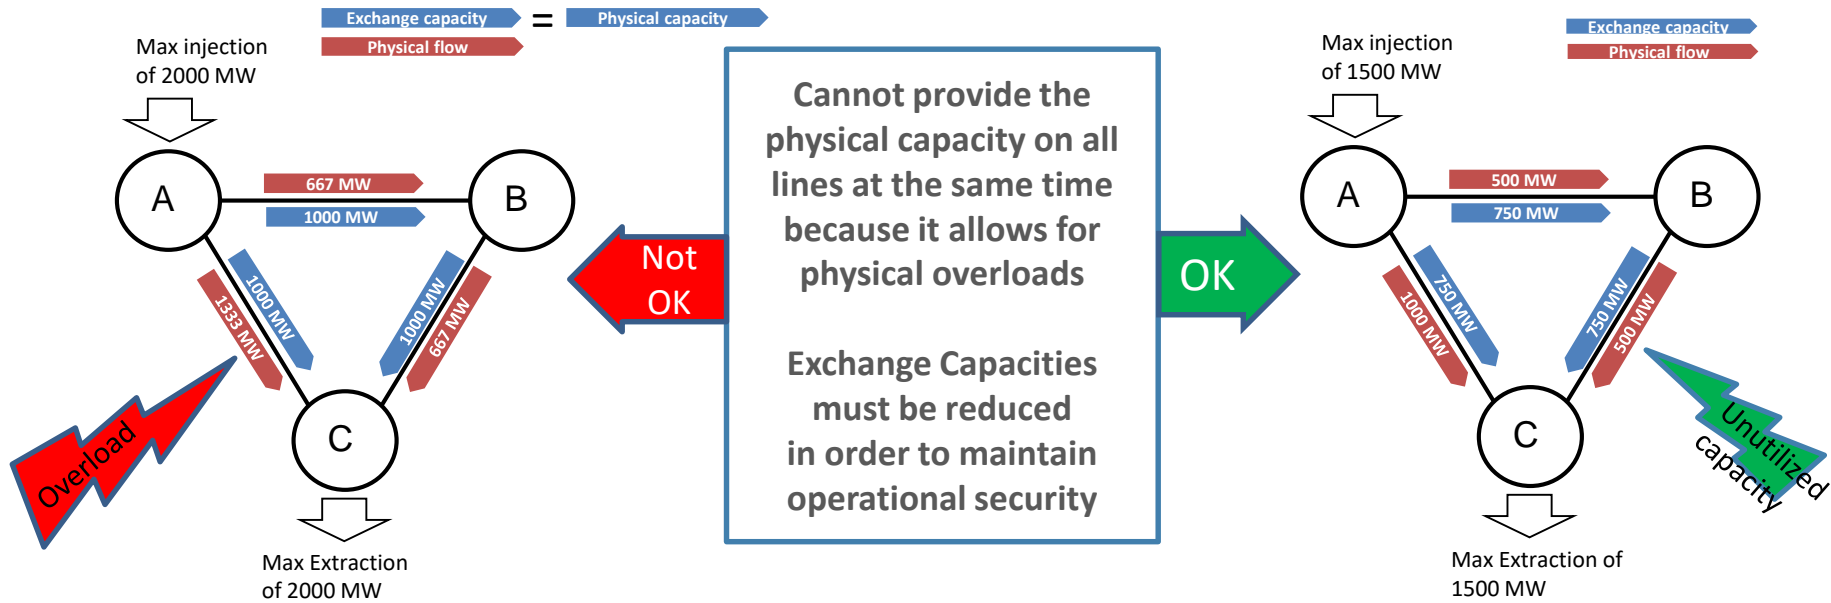 Exchange capacity = Physical capacity
Physical flow
Max injection
of 2000 MW
A
B
C
667 MW
1000 MW
1000 MW
1333 MW
1000 MW
667 MW
Overload
Max Extraction
of 2000 MW
Not
OK
Cannot provide the
physical capacity on all
lines at the same time
because it allows for
physical overloads
Exchange Capacities
must be reduced
in order to maintain
operational security
OK
Exchange capacity
Physical flow
Max injection
of 1500 MW
A
B
C
500 MW
750 MW
750 MW
1000 MW
750 MW
500 MW
Unutilized
capacity
Max Extraction of
1500 MW